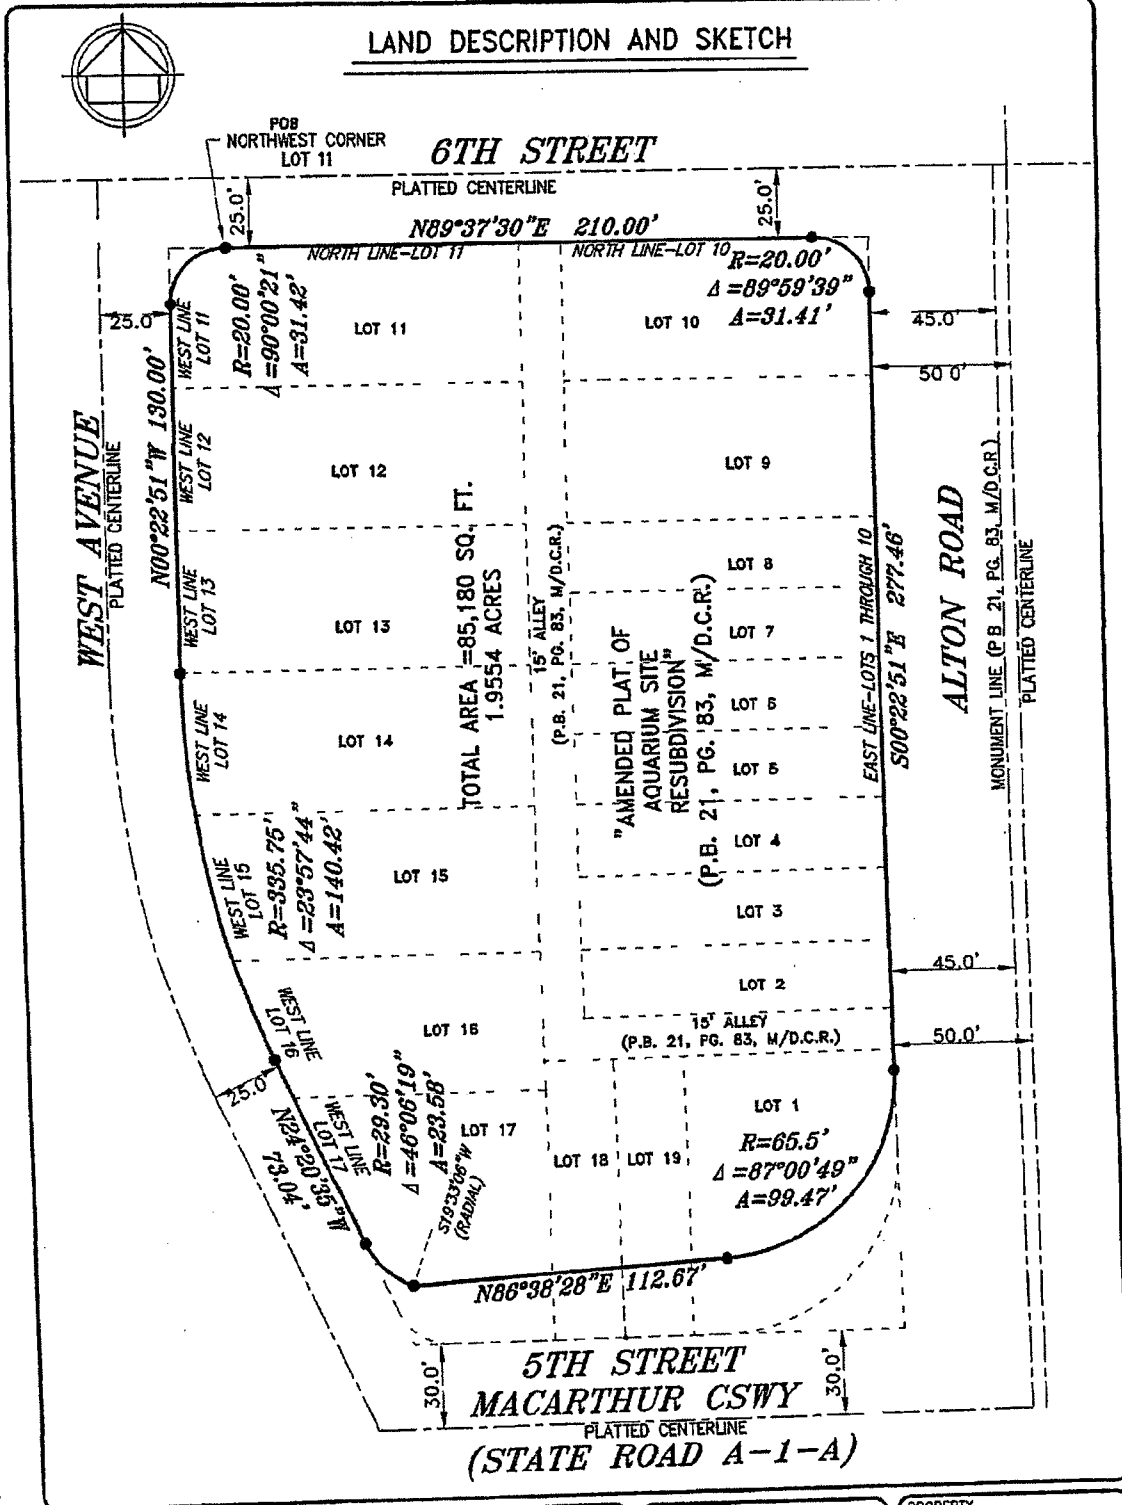 LAND DESCRIPTION AND SKETCH
POB
NORTHWEST CORNER
LOT 11
6TH STREET
PLATTED CENTERLINE
25.0'
25.0'
N89°37'30"E 210.00'
NORTH LINE-LOT 11
NORTH LINE-LOT 10
R=20.00'
Δ=89°59'39"
A=31.41'
25.0'
WEST LINE
LOT 11
R=20.00'
Δ=90°00'21"
A=31.42'
LOT 11
LOT 10
45.0'
50 0'
WEST AVENUE
PLATTED CENTERLINE
N00°22'51"W 130.00'
WEST LINE
LOT 12
LOT 12
LOT 9
TOTAL AREA =85,180 SQ. FT.
1.9554 ACRES
15' ALLEY
(P.B. 21, PG. 83, M/D.C.R.)
LOT 8
WEST LINE
LOT 13
LOT 13
LOT 7
"AMENDED PLAT OF
AQUARIUM SITE
RESUBDIVISION"
(P.B. 21, PG. 83, M/D.C.R.)
EAST LINE-LOTS 1 THROUGH 10
S00°22'51"E 277.46'
ALTON ROAD
MONUMENT LINE (P.B 21, PG. 83, M/D.C.R.)
PLATTED CENTERLINE
LOT 6
WEST LINE
LOT 14
LOT 14
LOT 5
LOT 4
WEST LINE
LOT 15
R=335.75'
Δ=23°57'44"
A=140.42'
LOT 15
LOT 3
45.0'
LOT 2
WEST LINE
LOT 16
LOT 16
15' ALLEY
(P.B. 21, PG. 83, M/D.C.R.)
50.0'
25.0'
N24°20'35"W
73.04'
WEST LINE
LOT 17
R=29.30'
Δ=46°06'19"
A=23.58'
S19°33'06"W
(RADIAL)
LOT 17
LOT 18
LOT 19
LOT 1
R=65.5'
Δ=87°00'49"
A=99.47'
N86°38'28"E 112.67'
30.0'
5TH STREET
MACARTHUR CSWY
30.0'
PLATTED CENTERLINE
(STATE ROAD A-1-A)
PROPERTY